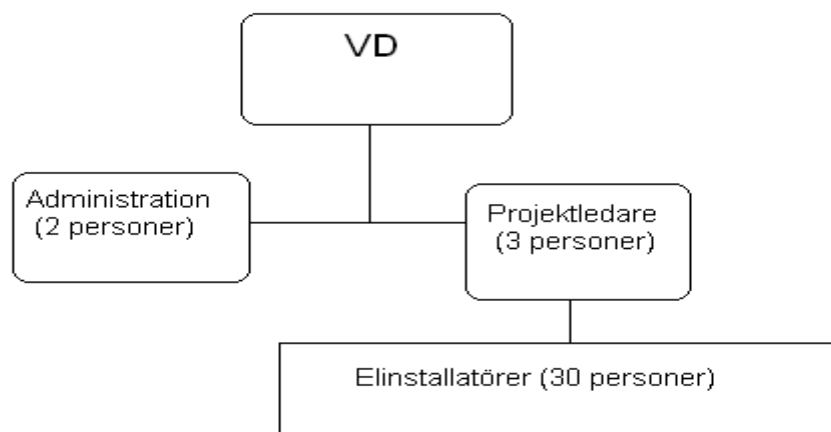 VD
Administration
(2 personer)
Projektledare
(3 personer)
Elinstallatörer (30 personer)